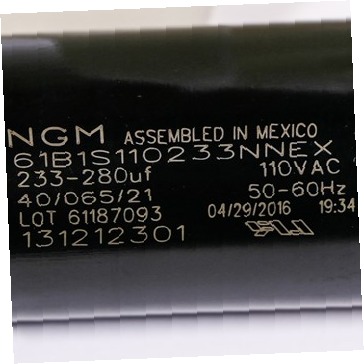 NGM ASSEMBLED IN MEXICO
61B1S110233NNEX
233-280uf 110VAC
40/065/21 50-60Hz
LOT 61187093 04/29/2016 19:34
131212301